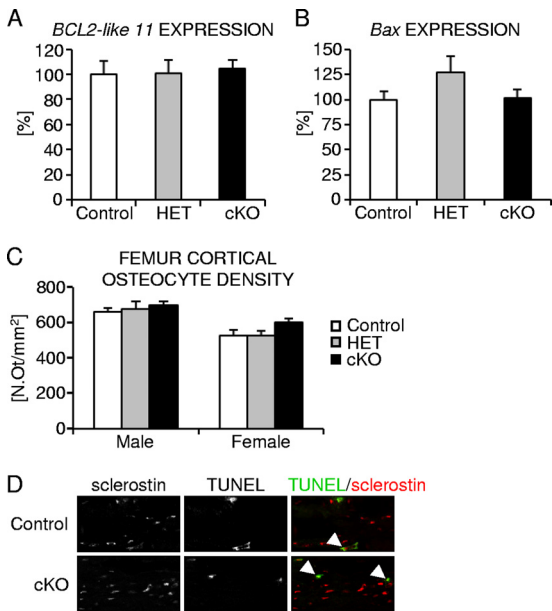 A
BCL2-like 11 EXPRESSION
120
100
80
60
40
20
0
[%]
Control HET cKO
B
Bax EXPRESSION
150
125
100
75
50
25
0
[%]
Control HET cKO
C
FEMUR CORTICAL
OSTEOCYTE DENSITY
800
600
400
200
0
[N.Ot/mm²]
Male Female
Control
HET
cKO
D
sclerostin TUNEL TUNEL/sclerostin
Control
cKO